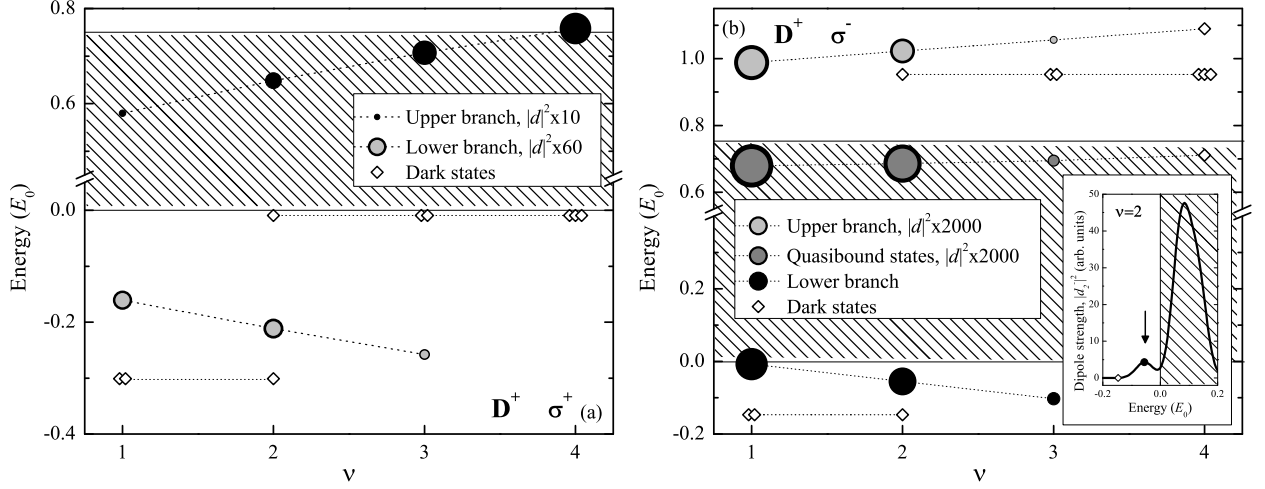 0.8
0.6
0.0
-0.2
-0.4
Energy (E₀)
Upper branch, |d|²x10
Lower branch, |d|²x60
Dark states
D⁺ σ⁺ (a)
1 2 3 4
ν
(b) D⁺ σ⁻
1.0
0.8
0.6
0.2
0.0
-0.2
Energy (E₀)
Upper branch, |d|²x2000
Quasibound states, |d|²x2000
Lower branch
Dark states
1 2 3 4
ν
ν=2
50
40
30
20
10
0
Dipole strength, |d₂⁻|² (arb. units)
-0.2 0.0 0.2
Energy (E₀)